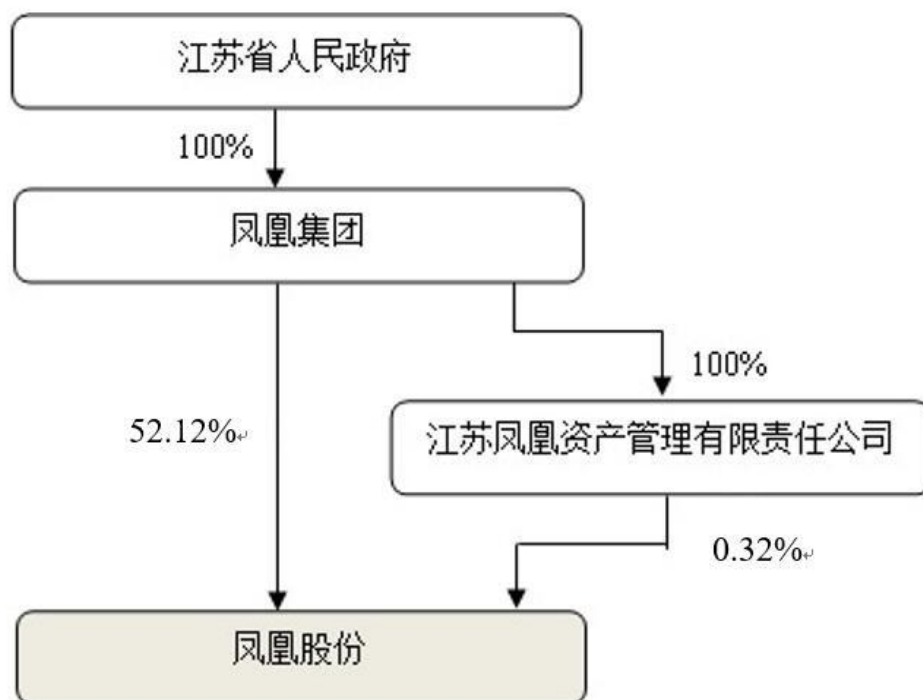 江苏省人民政府
100%
凤凰集团
100%
52.12%
江苏凤凰资产管理有限责任公司
0.32%
凤凰股份